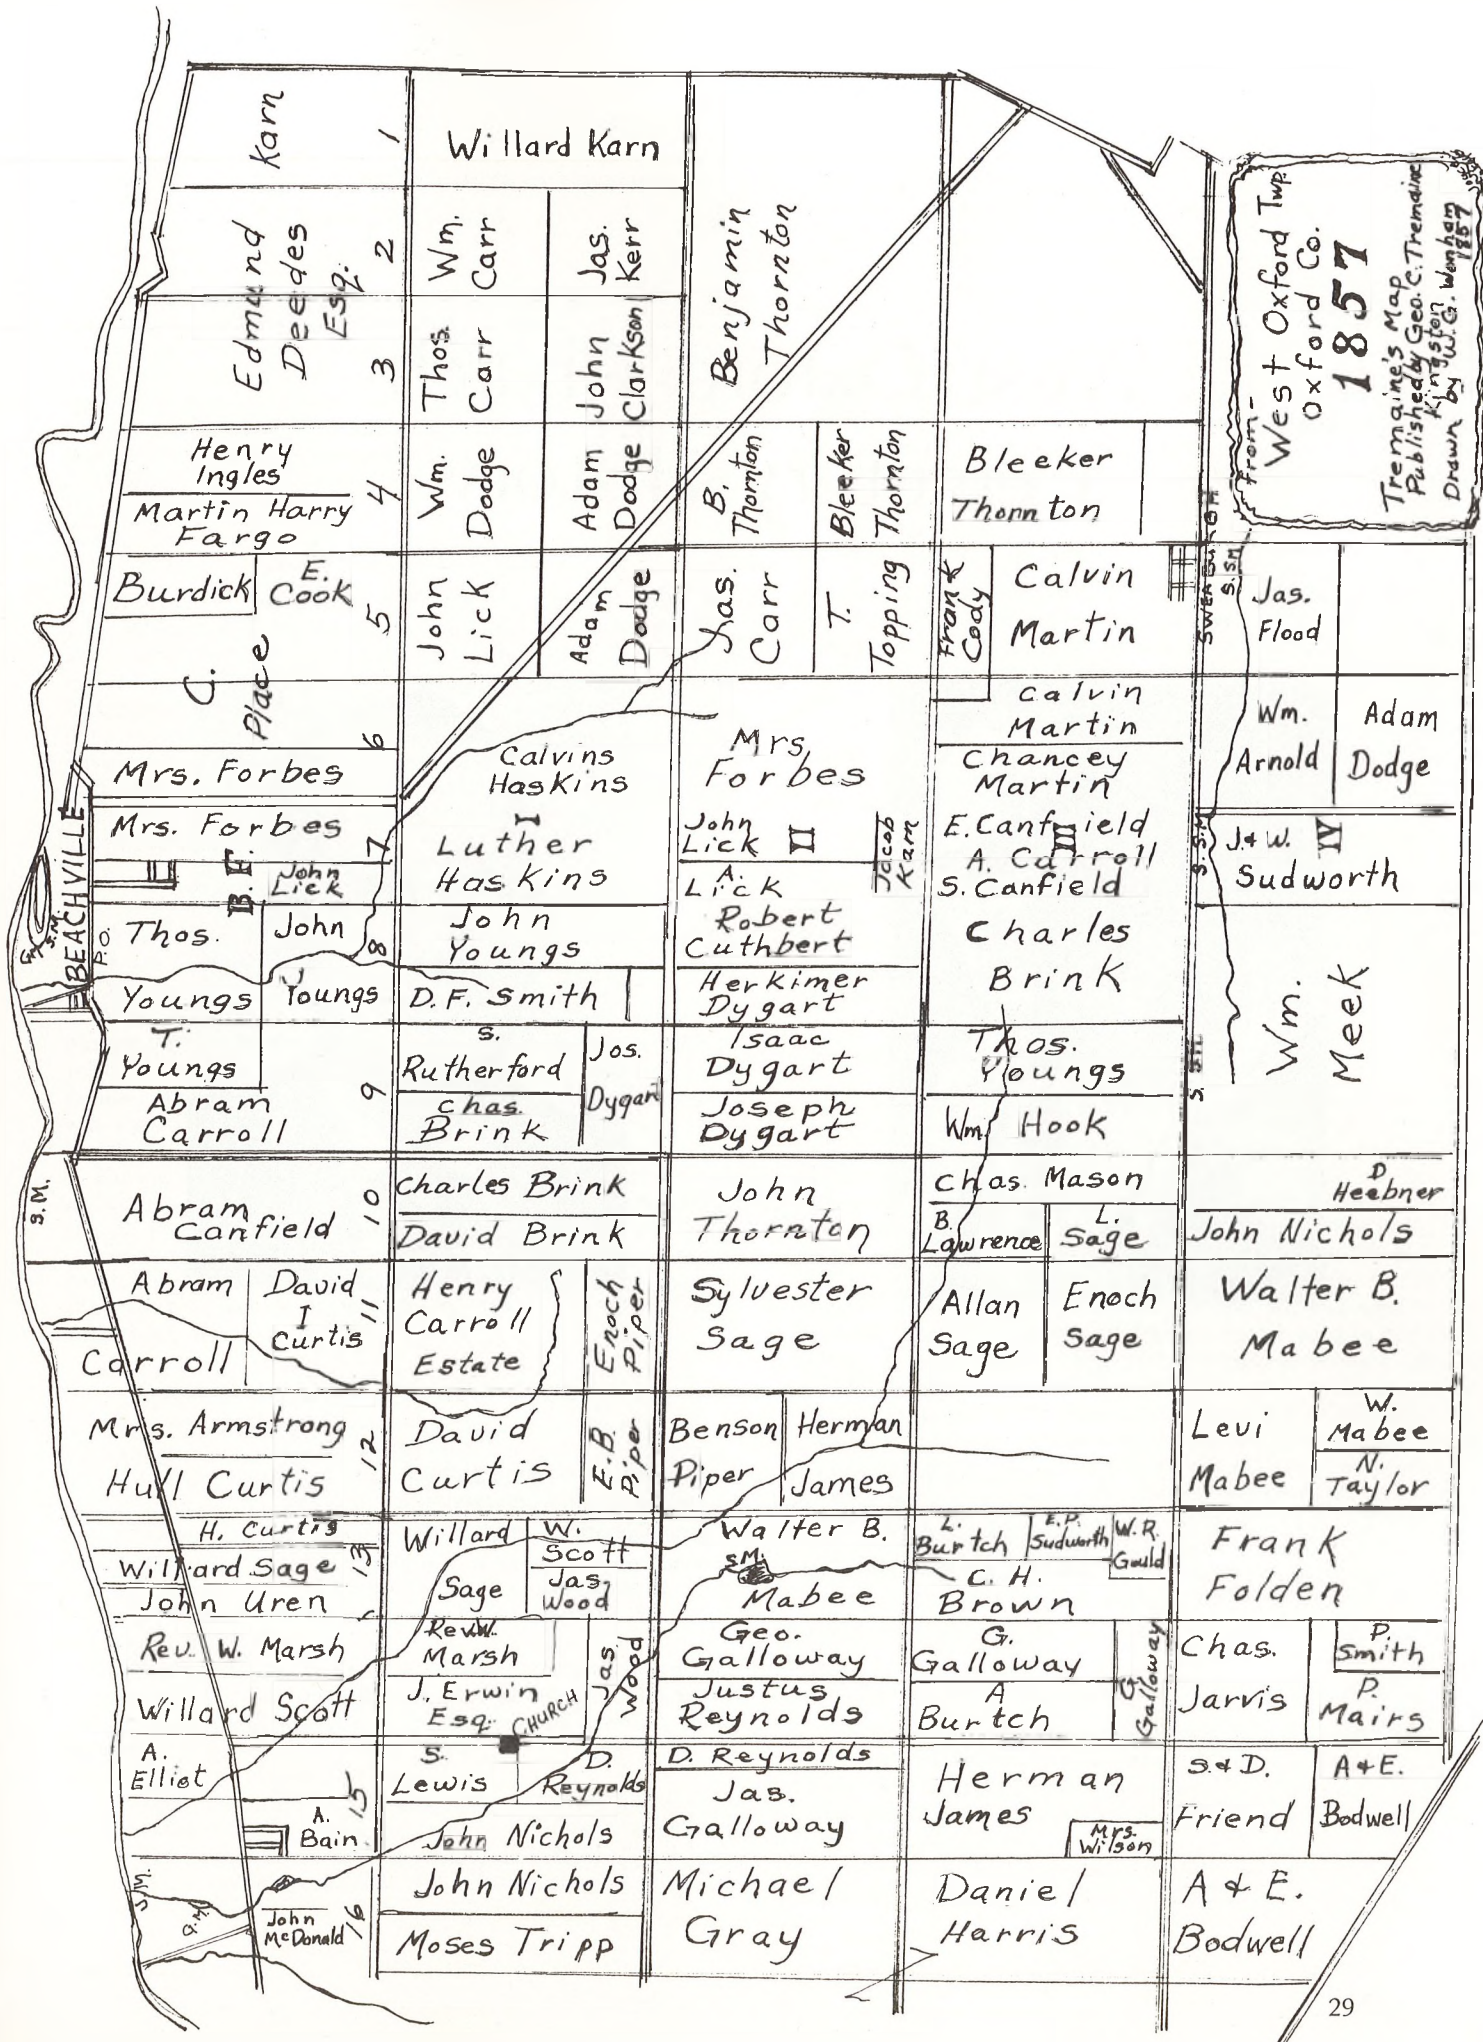 from-
West Oxford Twp.
Oxford Co.
1857
Tremaine's Map
Published by Geo. C. Tremaine
Kingston
Drawn by W. G. Wonham
1857
Karn
1
Willard Karn
Edmund
Deedes
Esq.
2
3
Wm.
Carr
Jas.
Kerr
Thos.
Carr
John
Clarkson
Benjamin
Thornton
Henry
Ingles
Martin Harry
Fargo
4
Wm.
Dodge
Adam
Dodge
B.
Thornton
Bleeker
Thornton
Bleeker
Thornton
Burdick
E.
Cook
5
John
Lick
Adam
Dodge
Jas.
Carr
T.
Topping
Frank
Cody
Calvin
Martin
S. SM
Jas.
Flood
C.
Place
6
Calvin
Martin
Wm.
Arnold
Adam
Dodge
Mrs. Forbes
Calvins
Haskins
Mrs.
Forbes
Chancey
Martin
BEACHVILLE
P.O.
Mrs. Forbes
7
B. F.
John
Lick
I
Luther
Haskins
John
Lick
II
A.
Lick
Jacob
Karn
E. Canfield
III
A. Carroll
S. Canfield
S. S.M
J. & W.
IV
Sudworth
S.M.
Thos.
Youngs
John
Youngs
8
John
Youngs
D. F. Smith
Robert
Cuthbert
Herkimer
Dygart
Charles
Brink
Wm.
Meek
T.
Youngs
Abram
Carroll
9
S.
Rutherford
Chas.
Brink
Jos.
Dygart
Isaac
Dygart
Joseph
Dygart
Thos.
Youngs
Wm. Hook
S.M.
Abram
Canfield
10
Charles Brink
David Brink
John
Thornton
Chas. Mason
B.
Lawrence
L.
Sage
D
Heebner
John Nichols
Abram
Carroll
David
I
Curtis
11
Henry
Carroll
Estate
Enoch
Piper
Sylvester
Sage
Allan
Sage
Enoch
Sage
Walter B.
Mabee
Mrs. Armstrong
Hull Curtis
12
David
Curtis
E.B.
Piper
Benson
Piper
Herman
James
Levi
Mabee
W.
Mabee
N.
Taylor
H. Curtis
Willard Sage
John Uren
13
Willard
Sage
W.
Scott
Jas.
Wood
Walter B.
S.M.
Mabee
L.
Burtch
E.P.
Sudworth
W.R.
Gould
C. H.
Brown
Frank
Folden
Rev. W. Marsh
Willard Scott
Rev. W.
Marsh
J. Erwin
Esq.
CHURCH
Jas
Wood
Geo.
Galloway
Justus
Reynolds
G.
Galloway
A
Burtch
G
Galloway
Chas.
Jarvis
P.
Smith
P.
Mairs
A.
Elliot
A.
Bain
15
S.
Lewis
D.
Reynolds
John Nichols
D. Reynolds
Jas.
Galloway
Herman
James
Mrs.
Wilson
S. & D.
Friend
A & E.
Bodwell
John
McDonald
16
John Nichols
Moses Tripp
Michael
Gray
Daniel
Harris
A & E.
Bodwell
29